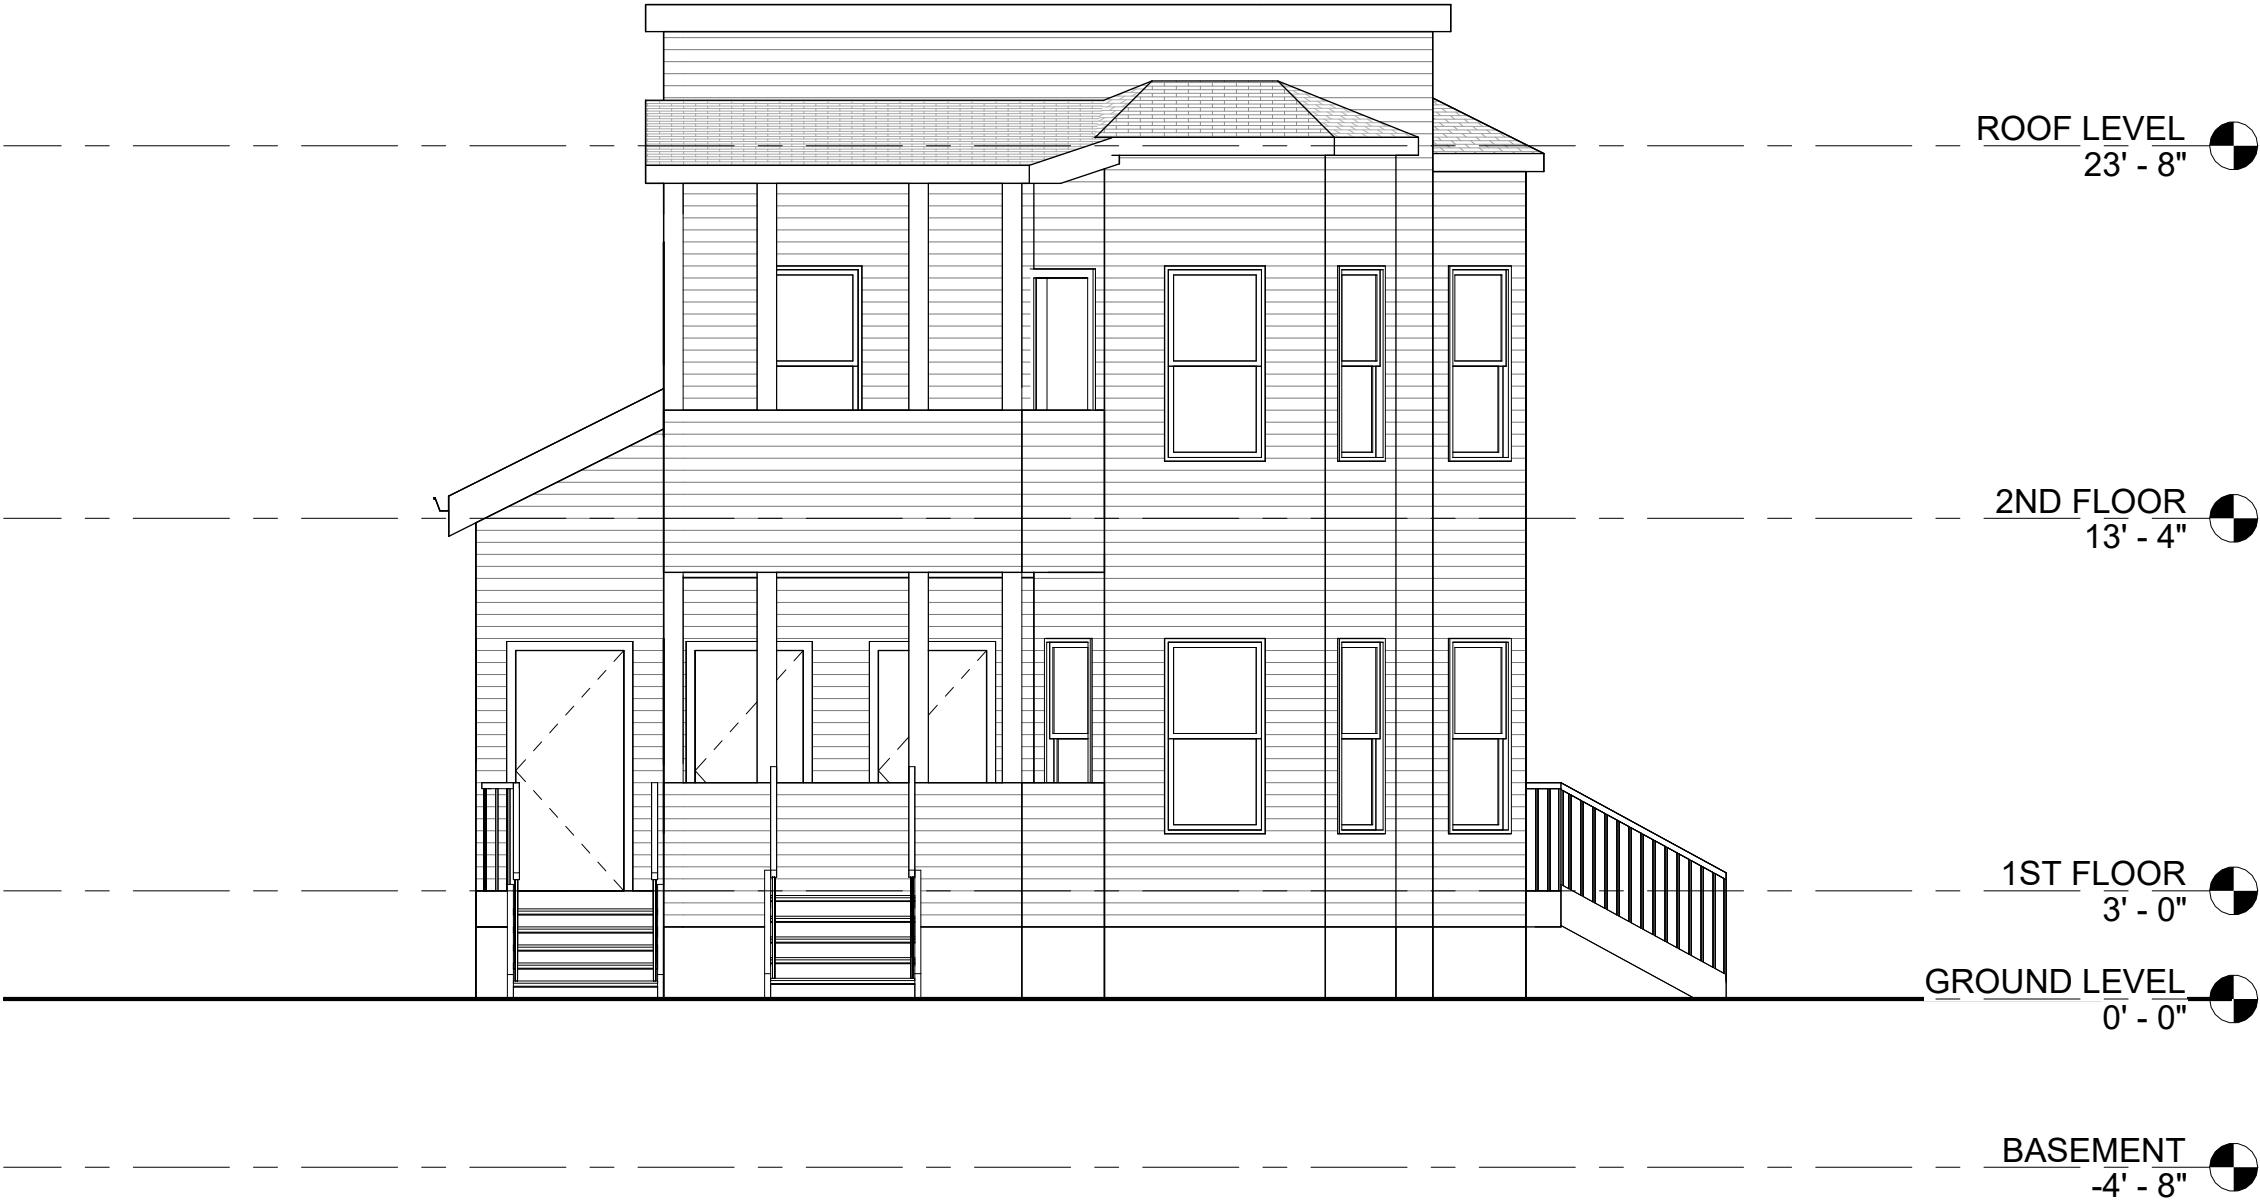 ROOF LEVEL
23' - 8"
2ND FLOOR
13' - 4"
1ST FLOOR
3' - 0"
GROUND LEVEL
0' - 0"
BASEMENT
-4' - 8"